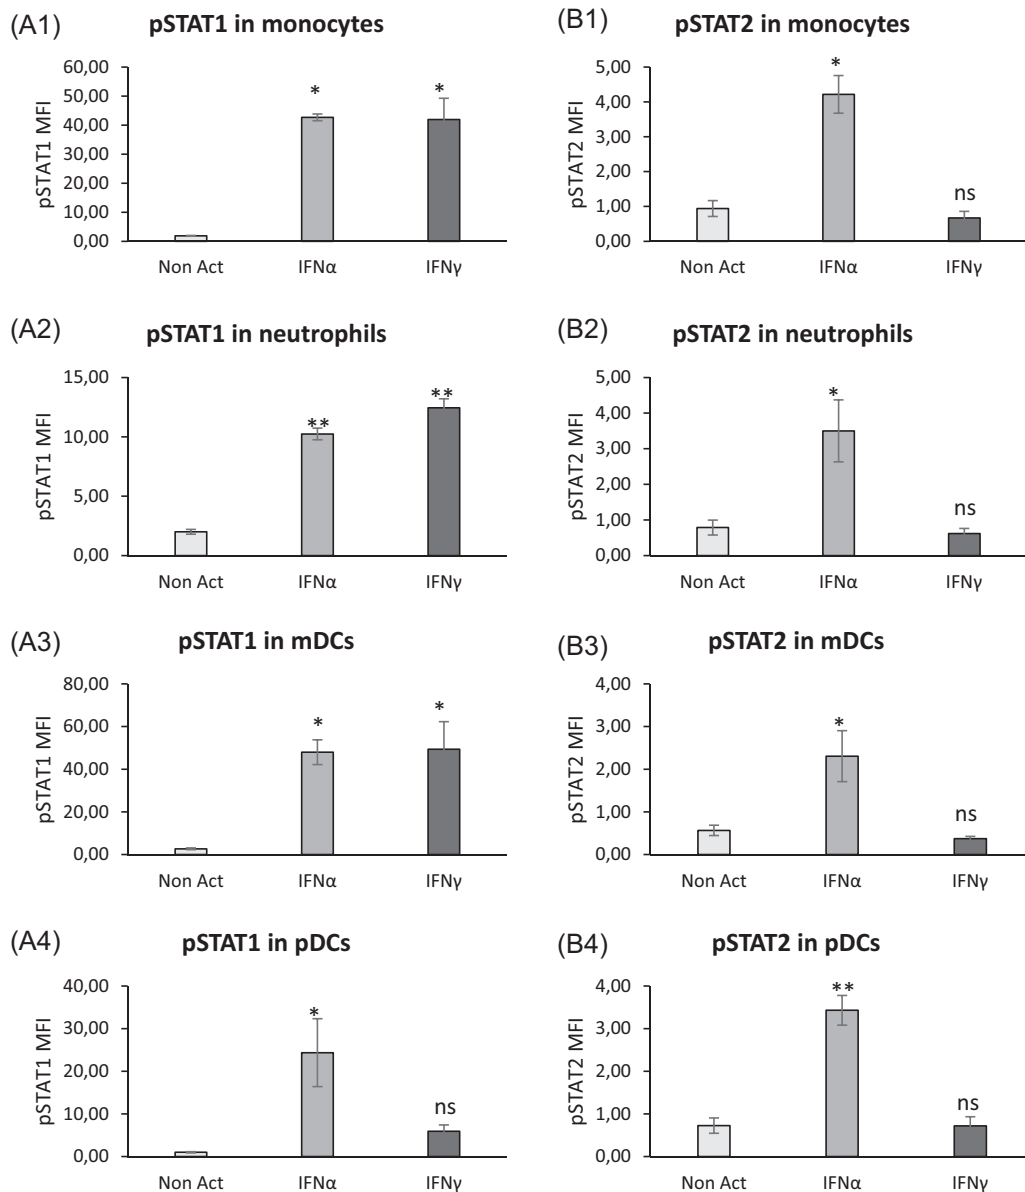 (A1) pSTAT1 in monocytes
pSTAT1 MFI
60,00
50,00
40,00
30,00
20,00
10,00
0,00
*
*
Non Act IFNα IFNγ
(B1) pSTAT2 in monocytes
pSTAT2 MFI
5,00
4,00
3,00
2,00
1,00
0,00
*
ns
Non Act IFNα IFNγ
(A2) pSTAT1 in neutrophils
pSTAT1 MFI
15,00
10,00
5,00
0,00
**
**
Non Act IFNα IFNγ
(B2) pSTAT2 in neutrophils
pSTAT2 MFI
5,00
4,00
3,00
2,00
1,00
0,00
*
ns
Non Act IFNα IFNγ
(A3) pSTAT1 in mDCs
pSTAT1 MFI
80,00
60,00
40,00
20,00
0,00
*
*
Non Act IFNα IFNγ
(B3) pSTAT2 in mDCs
pSTAT2 MFI
4,00
3,00
2,00
1,00
0,00
*
ns
Non Act IFNα IFNγ
(A4) pSTAT1 in pDCs
pSTAT1 MFI
40,00
30,00
20,00
10,00
0,00
*
ns
Non Act IFNα IFNγ
(B4) pSTAT2 in pDCs
pSTAT2 MFI
4,00
3,00
2,00
1,00
0,00
**
ns
Non Act IFNα IFNγ